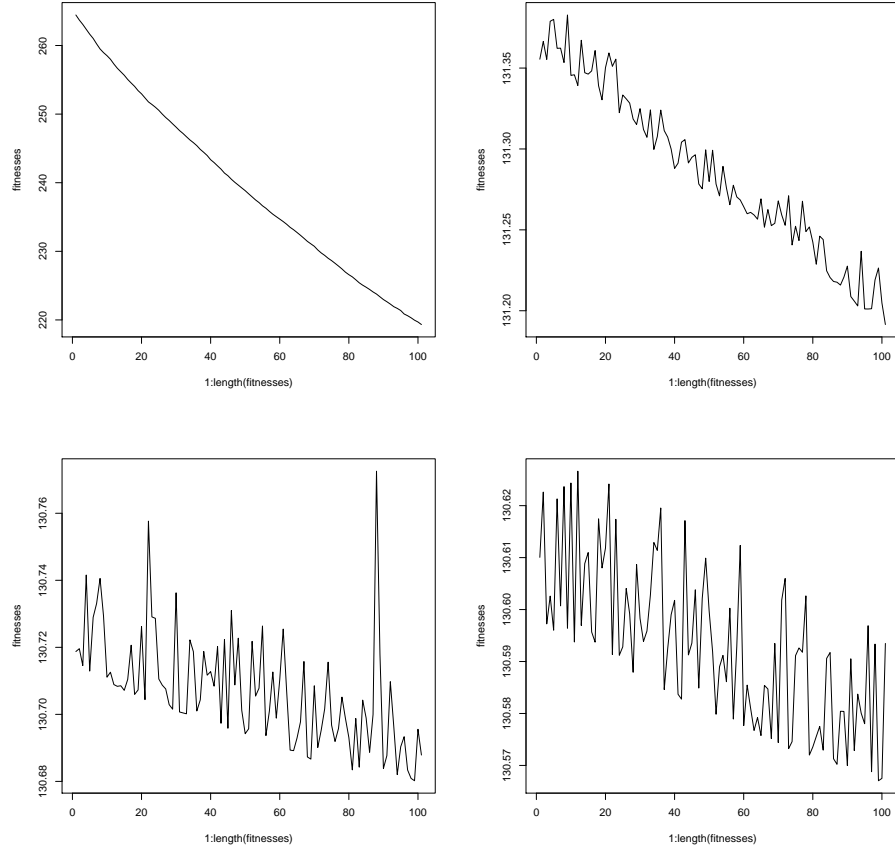 fitnesses
220 230 240 250 260
0 20 40 60 80 100
1:length(fitnesses)
fitnesses
131.20 131.25 131.30 131.35
0 20 40 60 80 100
1:length(fitnesses)
fitnesses
130.68 130.70 130.72 130.74 130.76
0 20 40 60 80 100
1:length(fitnesses)
fitnesses
130.57 130.58 130.59 130.60 130.61 130.62
0 20 40 60 80 100
1:length(fitnesses)